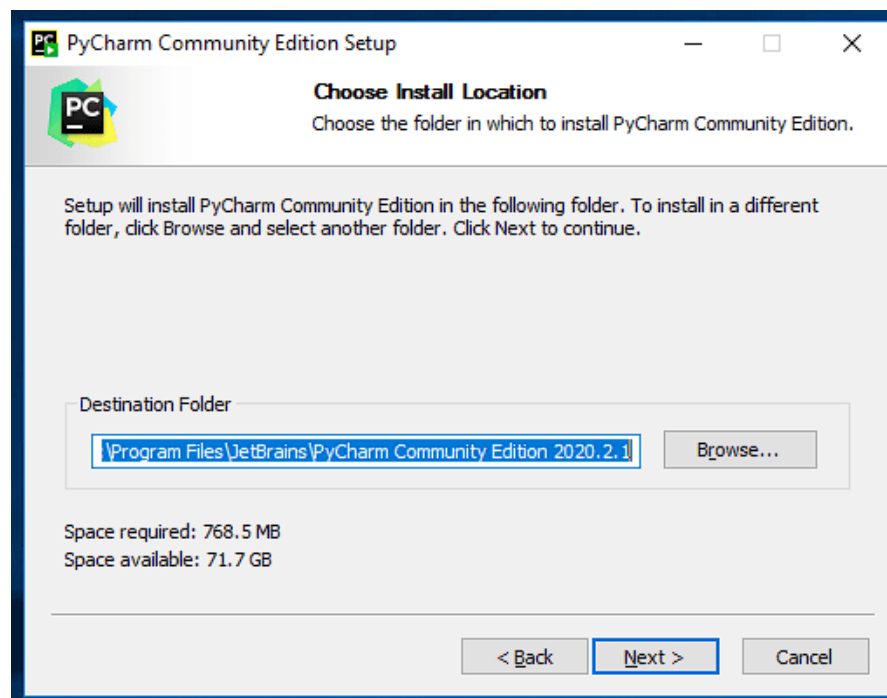 PyCharm Community Edition Setup
PC
Choose Install Location
Choose the folder in which to install PyCharm Community Edition.
Setup will install PyCharm Community Edition in the following folder. To install in a different
folder, click Browse and select another folder. Click Next to continue.
Destination Folder
:\Program Files\JetBrains\PyCharm Community Edition 2020.2.1
Browse...
Space required: 768.5 MB
Space available: 71.7 GB
< Back
Next >
Cancel